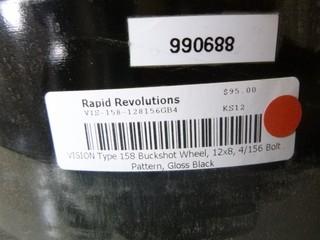 990688
Rapid Revolutions
$95.00
VIS-158-128156GB4
KS12
VISION Type 158 Buckshot Wheel, 12x8, 4/156 Bolt
Pattern, Gloss Black